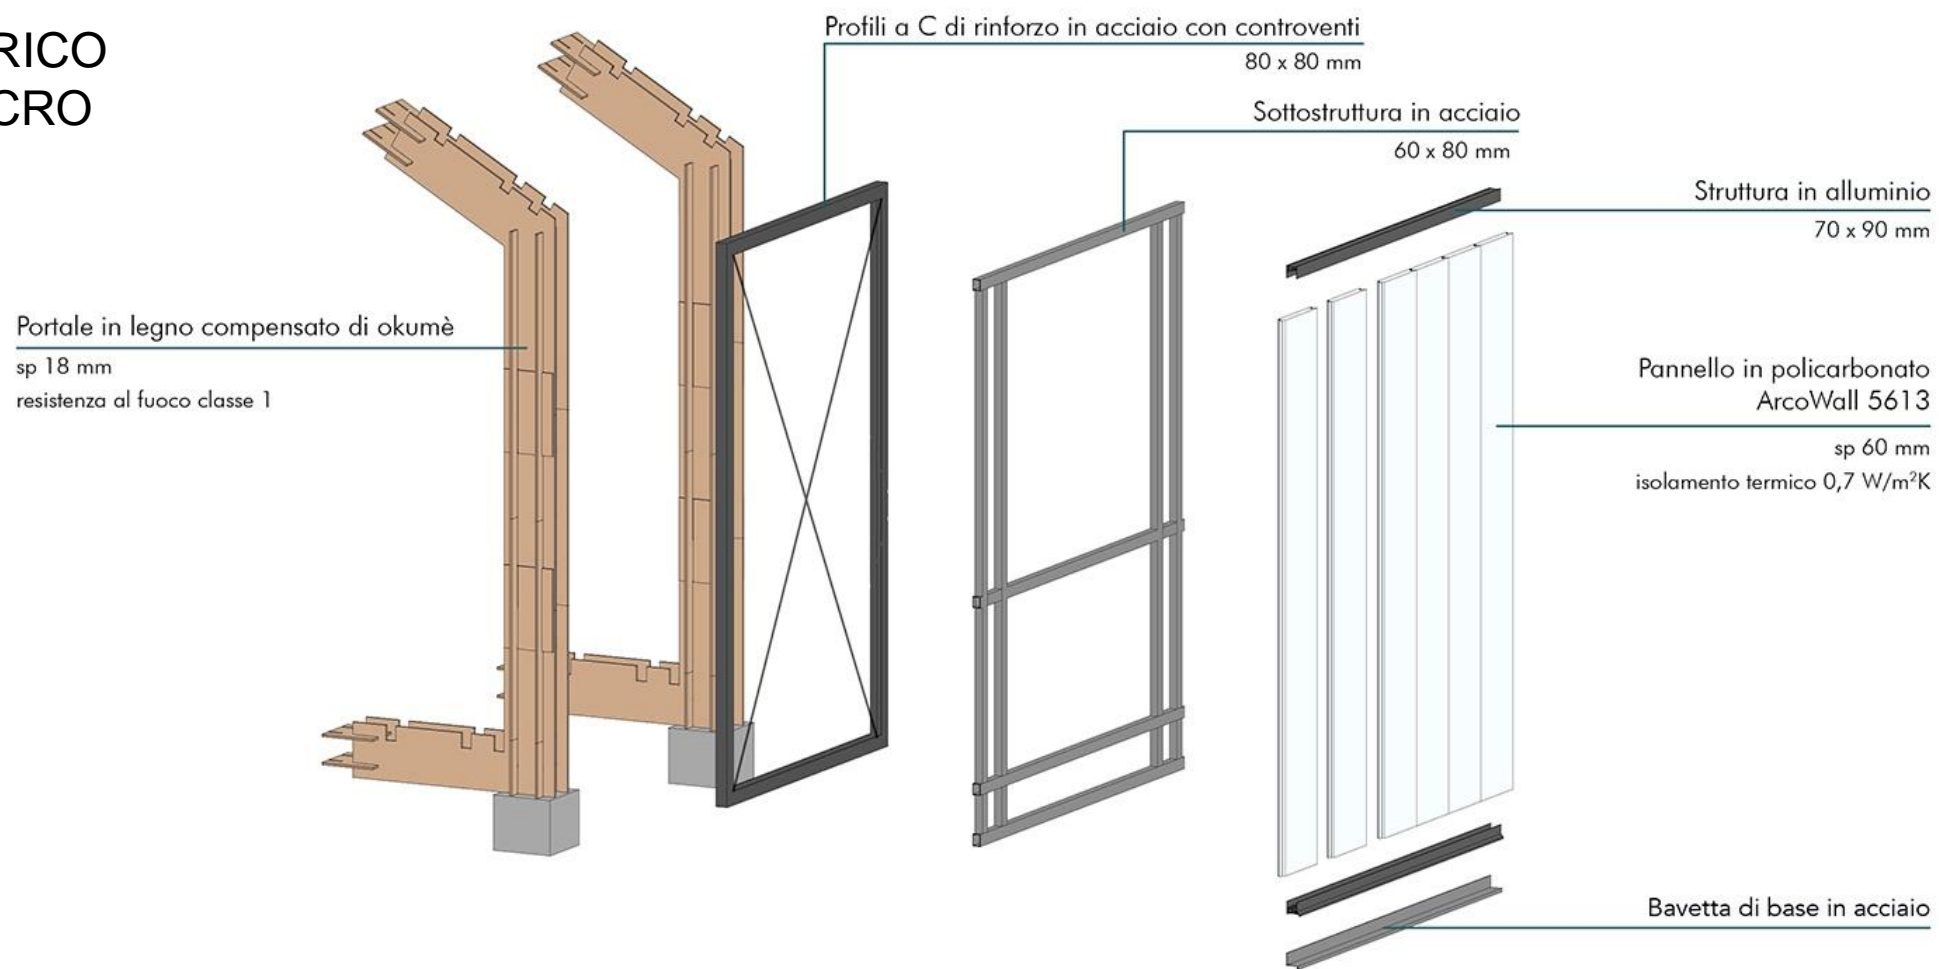 RICO
CRO
Profili a C di rinforzo in acciaio con controventi
80 x 80 mm
Sottostruttura in acciaio
60 x 80 mm
Struttura in alluminio
70 x 90 mm
Portale in legno compensato di okumè
sp 18 mm
resistenza al fuoco classe 1
Pannello in policarbonato
ArcoWall 5613
sp 60 mm
isolamento termico 0,7 W/m²K
Bavetta di base in acciaio